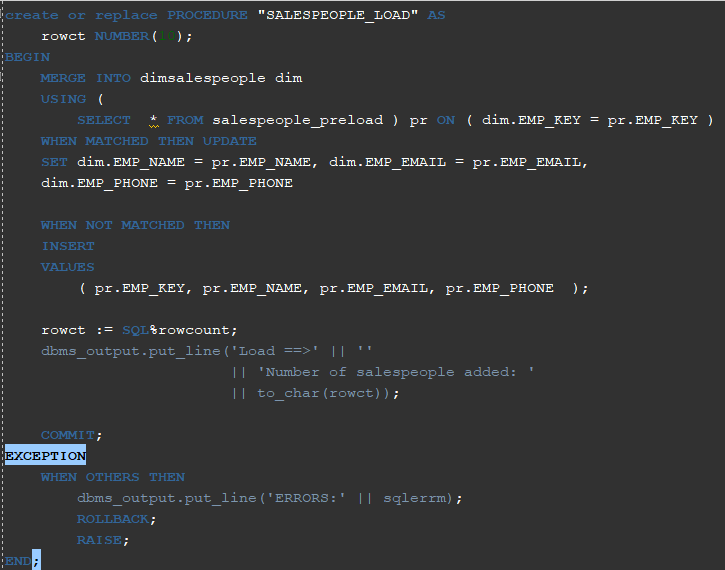 create or replace PROCEDURE "SALESPEOPLE_LOAD" AS
rowct NUMBER(10);
BEGIN
MERGE INTO dimsalespeople dim
USING (
SELECT * FROM salespeople_preload ) pr ON ( dim.EMP_KEY = pr.EMP_KEY )
WHEN MATCHED THEN UPDATE
SET dim.EMP_NAME = pr.EMP_NAME, dim.EMP_EMAIL = pr.EMP_EMAIL,
dim.EMP_PHONE = pr.EMP_PHONE
WHEN NOT MATCHED THEN
INSERT
VALUES
( pr.EMP_KEY, pr.EMP_NAME, pr.EMP_EMAIL, pr.EMP_PHONE );
rowct := SQL%rowcount;
dbms_output.put_line('Load ==>' || ''
|| 'Number of salespeople added: '
|| to_char(rowct));
COMMIT;
EXCEPTION
WHEN OTHERS THEN
dbms_output.put_line('ERRORS:' || sqlerrm);
ROLLBACK;
RAISE;
END;